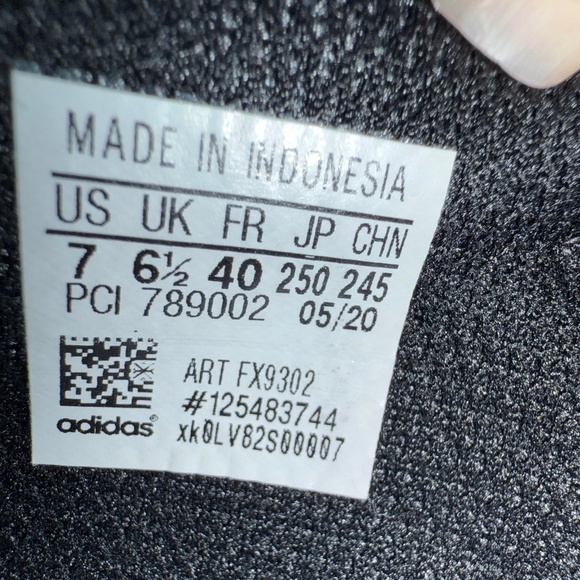 MADE IN INDONESIA
US UK FR JP CHN
7 6½ 40 250 245
PCI 789002 05/20
ART FX9302
#125483744
adidas xk0LV82S00007